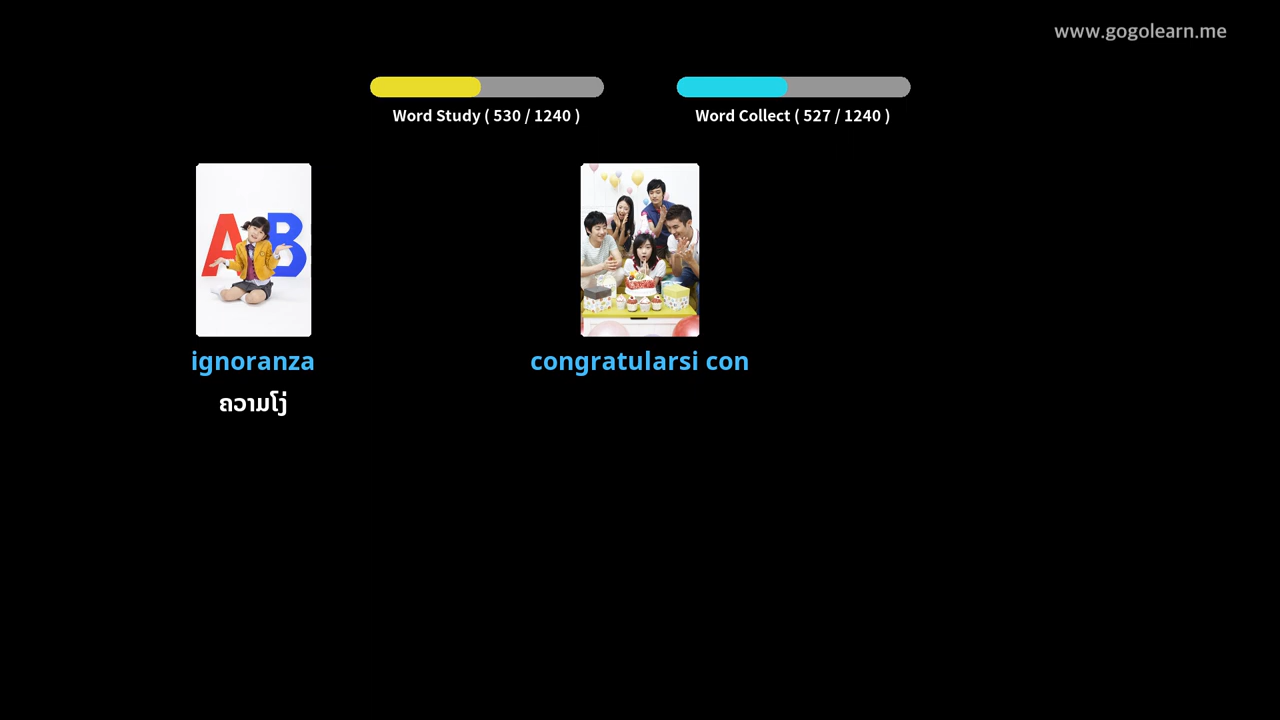 www.gogolearn.me
Word Study ( 530 / 1240 )
Word Collect ( 527 / 1240 )
ignoranza
congratularsi con
ຄວາມໂງ່